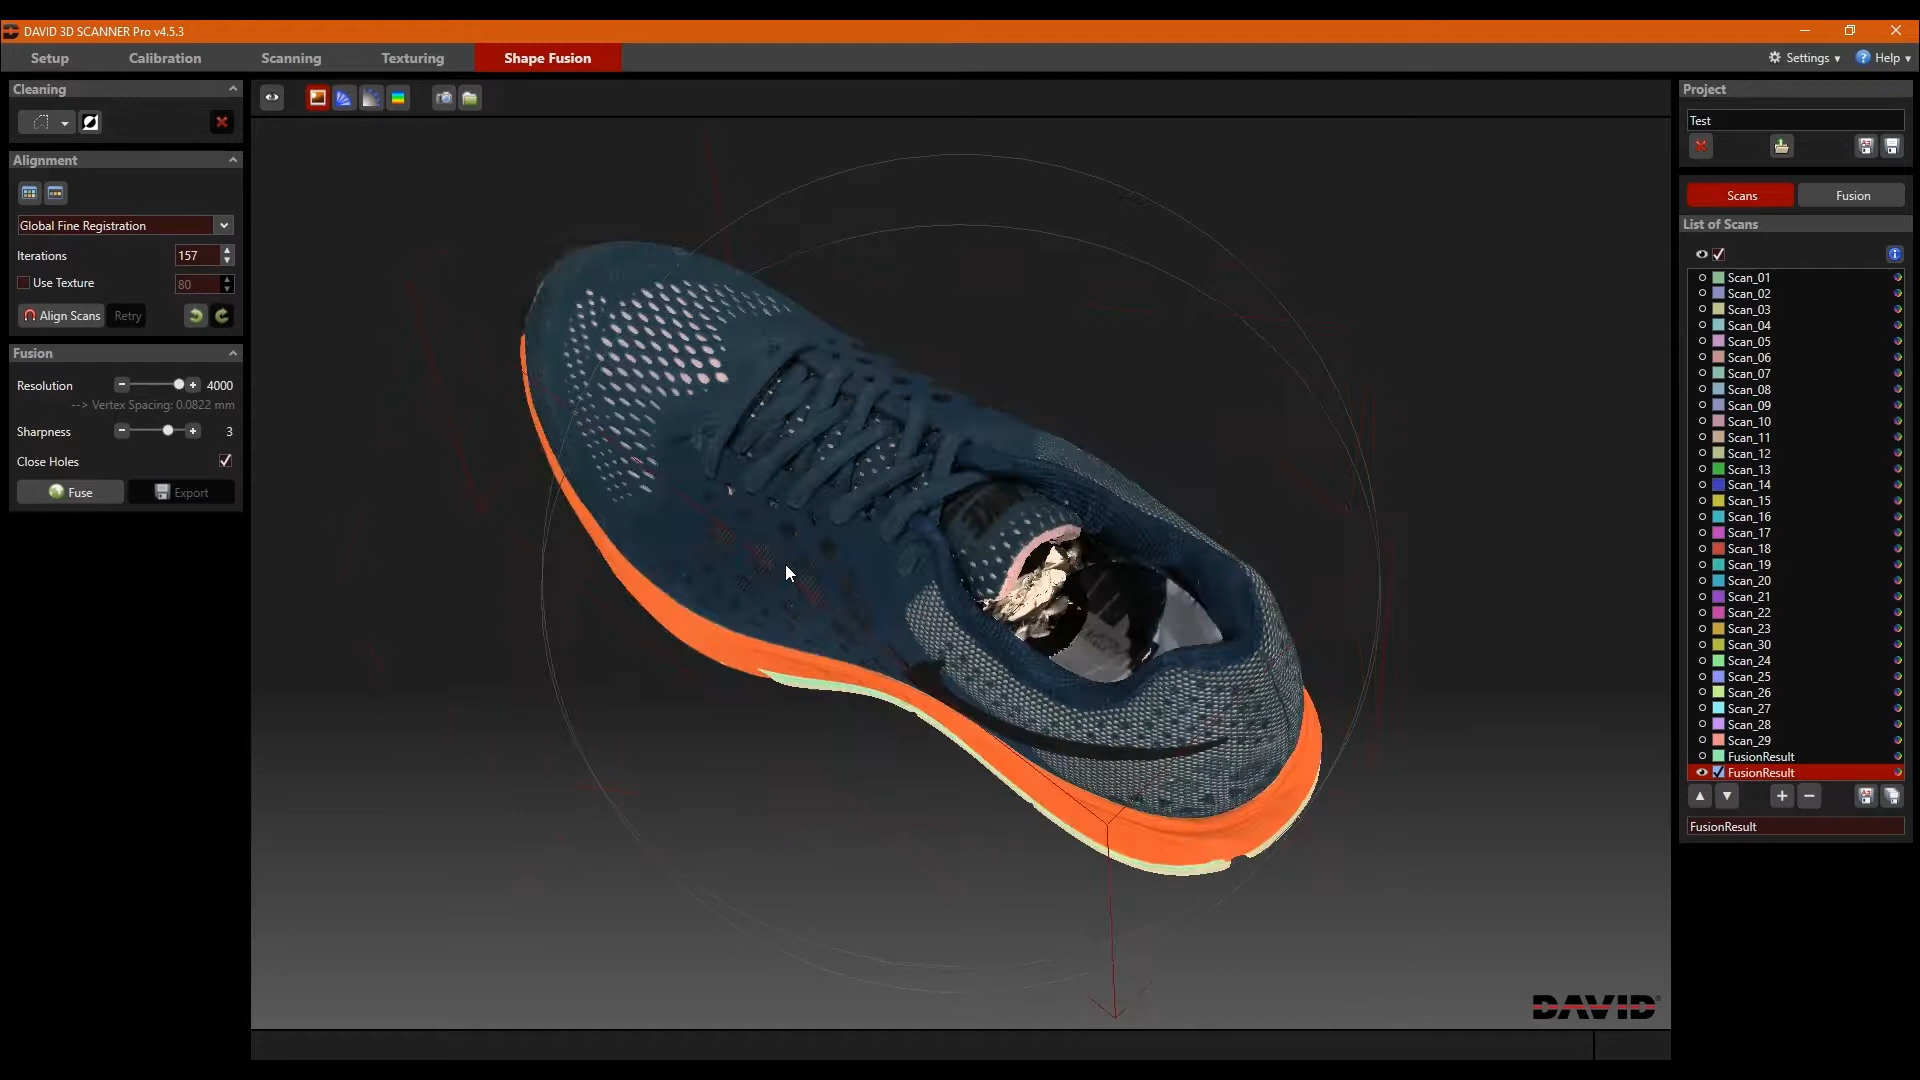 DAVID 3D SCANNER Pro v4.5.3
Setup
Calibration
Scanning
Texturing
Shape Fusion
Settings
Help
Cleaning
Alignment
Global Fine Registration
Iterations
157
Use Texture
80
Align Scans
Retry
Fusion
Resolution
4000
--> Vertex Spacing: 0.0822 mm
Sharpness
3
Close Holes
Fuse
Export
Project
Test
Scans
Fusion
List of Scans
Scan_01
Scan_02
Scan_03
Scan_04
Scan_05
Scan_06
Scan_07
Scan_08
Scan_09
Scan_10
Scan_11
Scan_12
Scan_13
Scan_14
Scan_15
Scan_16
Scan_17
Scan_18
Scan_19
Scan_20
Scan_21
Scan_22
Scan_23
Scan_30
Scan_24
Scan_25
Scan_26
Scan_27
Scan_28
Scan_29
FusionResult
FusionResult
FusionResult
DAVID